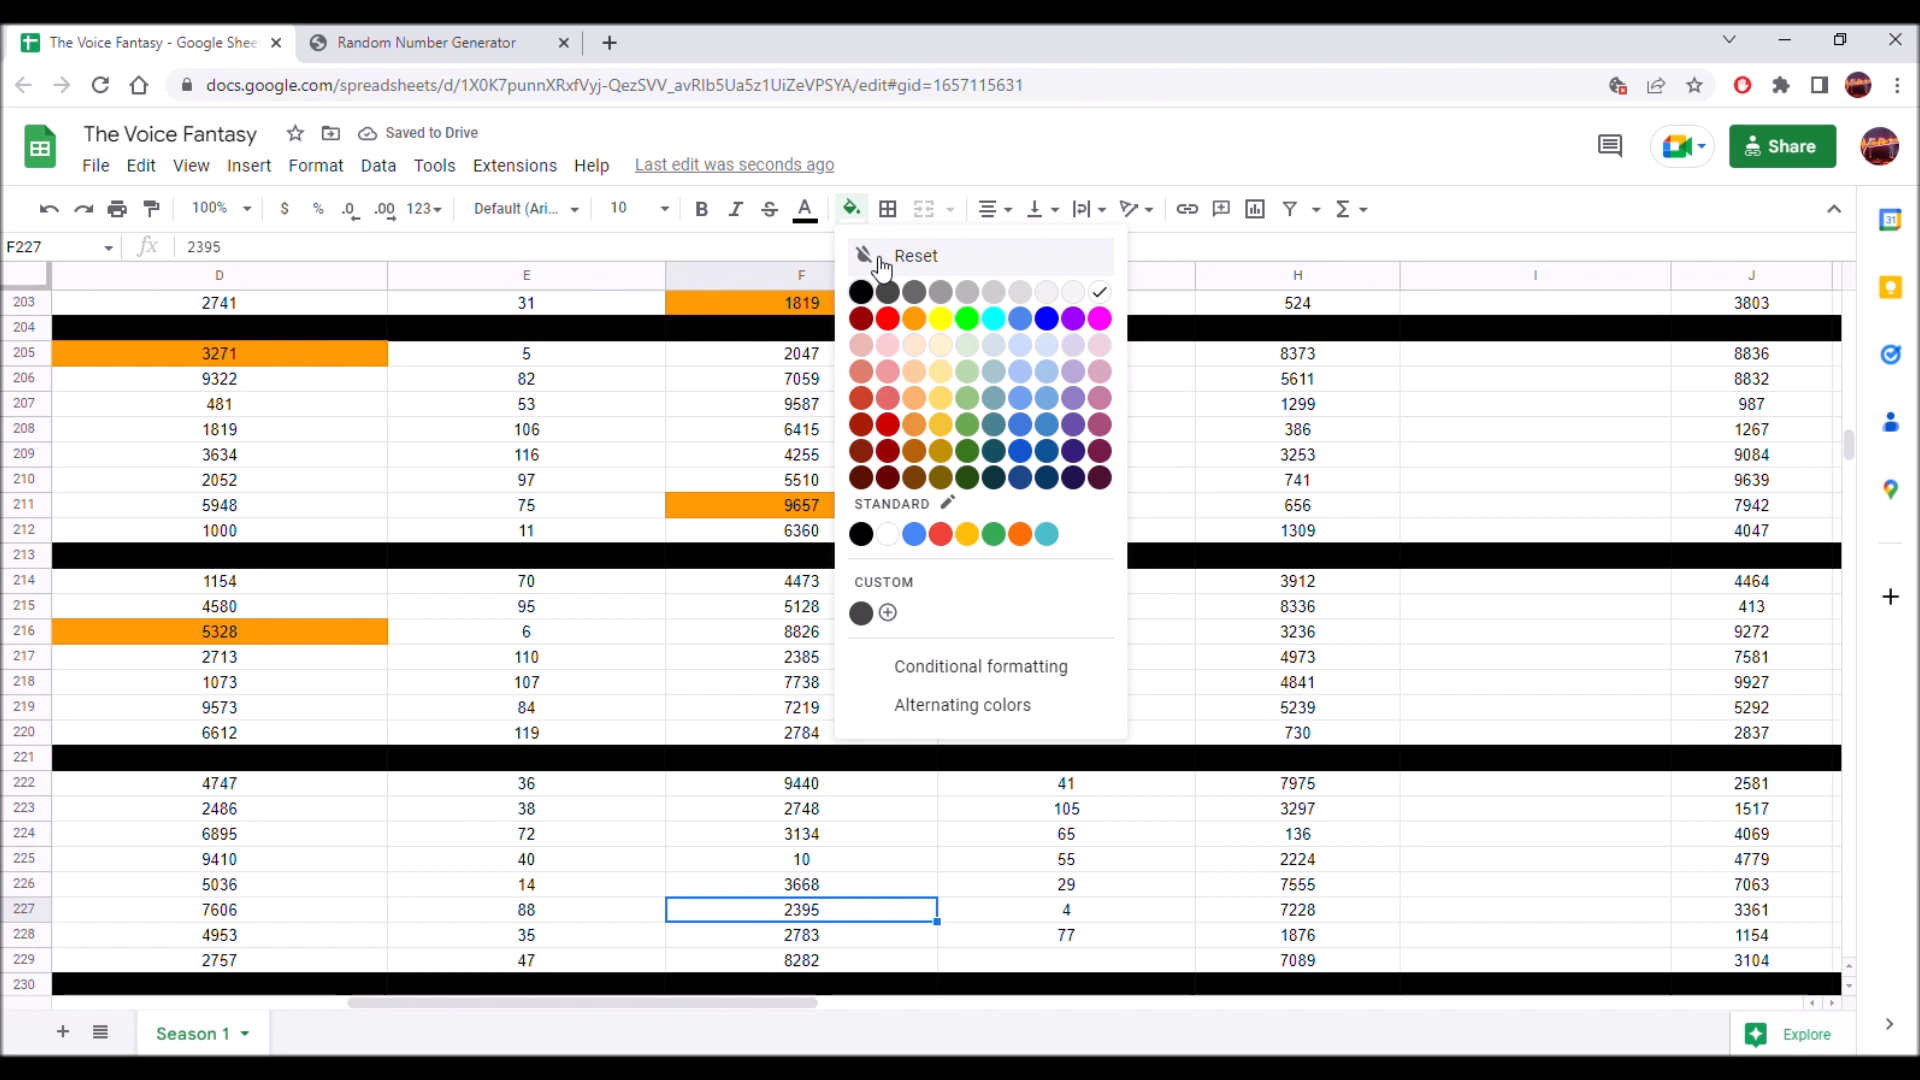 The Voice Fantasy - Google Shee
Random Number Generator
docs.google.com/spreadsheets/d/1X0K7punnXRxfVyj-QezSVV_avRIb5Ua5z1UiZeVPSYA/edit#gid=1657115631
The Voice Fantasy Saved to Drive
File Edit View Insert Format Data Tools Extensions Help Last edit was seconds ago
Share
100% $ % .0 .00 123 Default (Ari... 10 B I S A
F227 fx 2395
Reset
D E F H I J
203 2741 31 1819 524 3803
204
205 3271 5 2047 8373 8836
206 9322 82 7059 5611 8832
207 481 53 9587 1299 987
208 1819 106 6415 386 1267
209 3634 116 4255 3253 9084
210 2052 97 5510 741 9639
STANDARD
211 5948 75 9657 656 7942
212 1000 11 6360 1309 4047
213
CUSTOM
214 1154 70 4473 3912 4464
215 4580 95 5128 8336 413
216 5328 6 8826 3236 9272
217 2713 110 2385 4973 7581
Conditional formatting
218 1073 107 7738 4841 9927
219 9573 84 7219 5239 5292
Alternating colors
220 6612 119 2784 730 2837
221
222 4747 36 9440 41 7975 2581
223 2486 38 2748 105 3297 1517
224 6895 72 3134 65 136 4069
225 9410 40 10 55 2224 4779
226 5036 14 3668 29 7555 7063
227 7606 88 2395 4 7228 3361
228 4953 35 2783 77 1876 1154
229 2757 47 8282 7089 3104
230
Season 1
Explore
31